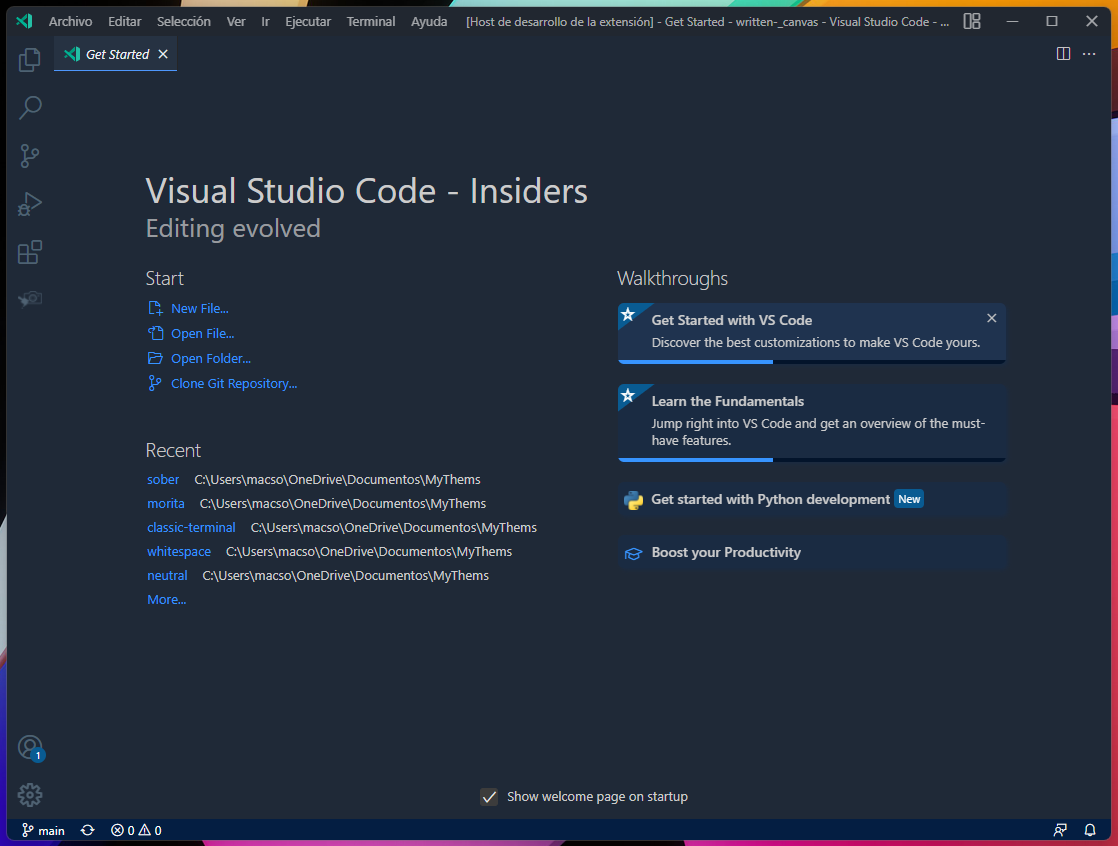 Archivo Editar Selección Ver Ir Ejecutar Terminal Ayuda [Host de desarrollo de la extensión] - Get Started - written-_canvas - Visual Studio Code - ...
Get Started
Visual Studio Code - Insiders
Editing evolved
Start
New File...
Open File...
Open Folder...
Clone Git Repository...
Recent
sober C:\Users\macso\OneDrive\Documentos\MyThems
morita C:\Users\macso\OneDrive\Documentos\MyThems
classic-terminal C:\Users\macso\OneDrive\Documentos\MyThems
whitespace C:\Users\macso\OneDrive\Documentos\MyThems
neutral C:\Users\macso\OneDrive\Documentos\MyThems
More...
Walkthroughs
Get Started with VS Code
Discover the best customizations to make VS Code yours.
Learn the Fundamentals
Jump right into VS Code and get an overview of the must-
have features.
Get started with Python development New
Boost your Productivity
1
Show welcome page on startup
main 0 0